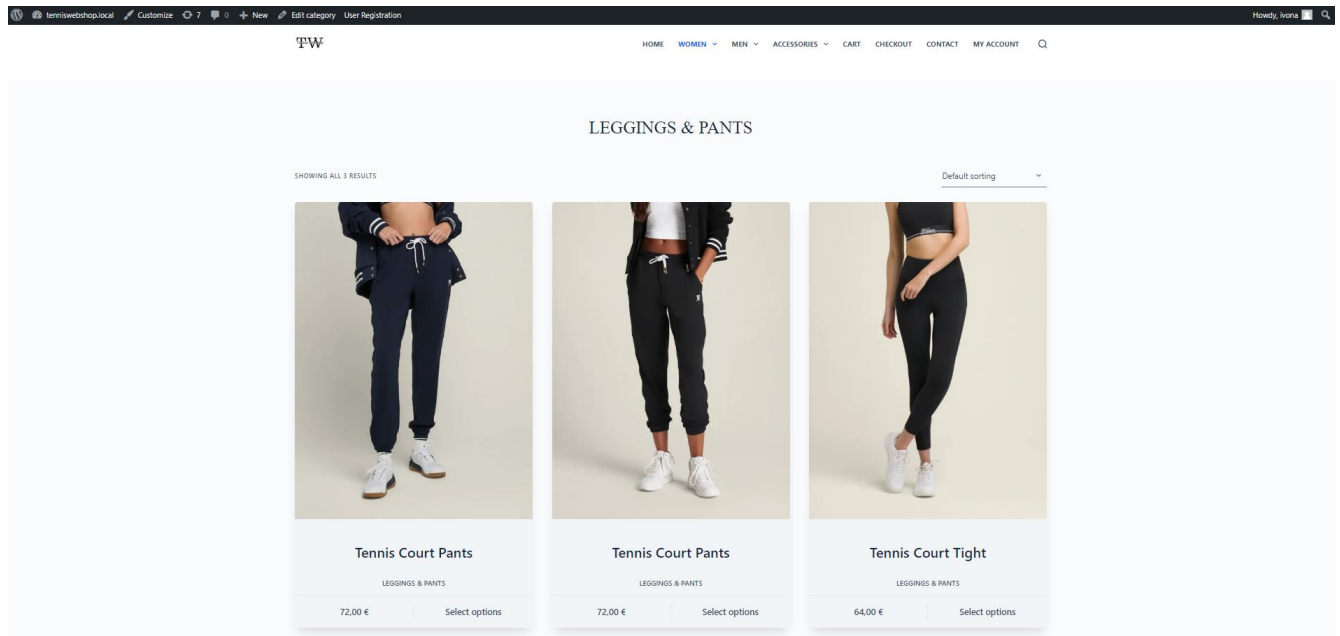 tenniswebshop.local Customize 7 0 + New Edit category User Registration Howdy, ivona
TW
HOME WOMEN MEN ACCESSORIES CART CHECKOUT CONTACT MY ACCOUNT
LEGGINGS & PANTS
SHOWING ALL 3 RESULTS Default sorting
Tennis Court Pants Tennis Court Pants Tennis Court Tight
LEGGINGS & PANTS LEGGINGS & PANTS LEGGINGS & PANTS
72,00 € Select options 72,00 € Select options 64,00 € Select options